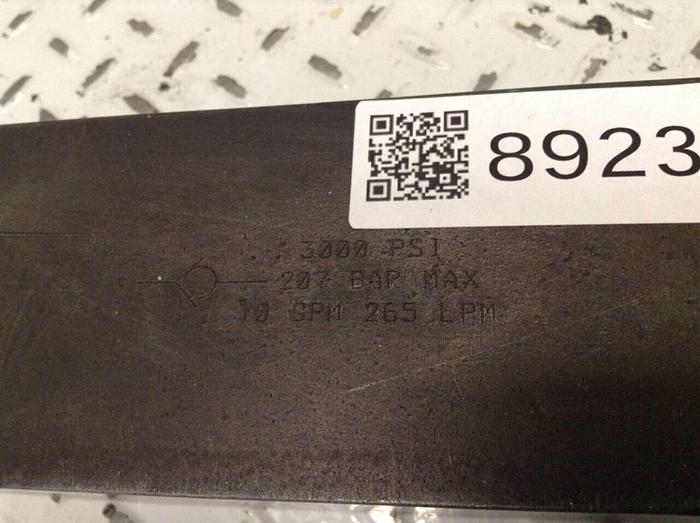 8923
3000 PSI
207 BAR MAX
70 GPM 265 LPM